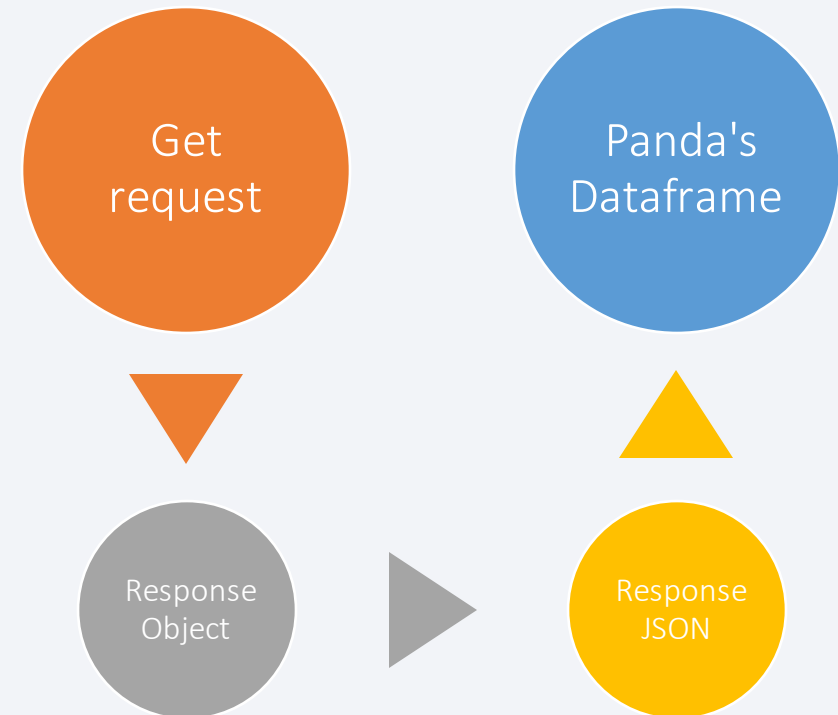 Get
request
Panda's
Dataframe
Response
Object
Response
JSON